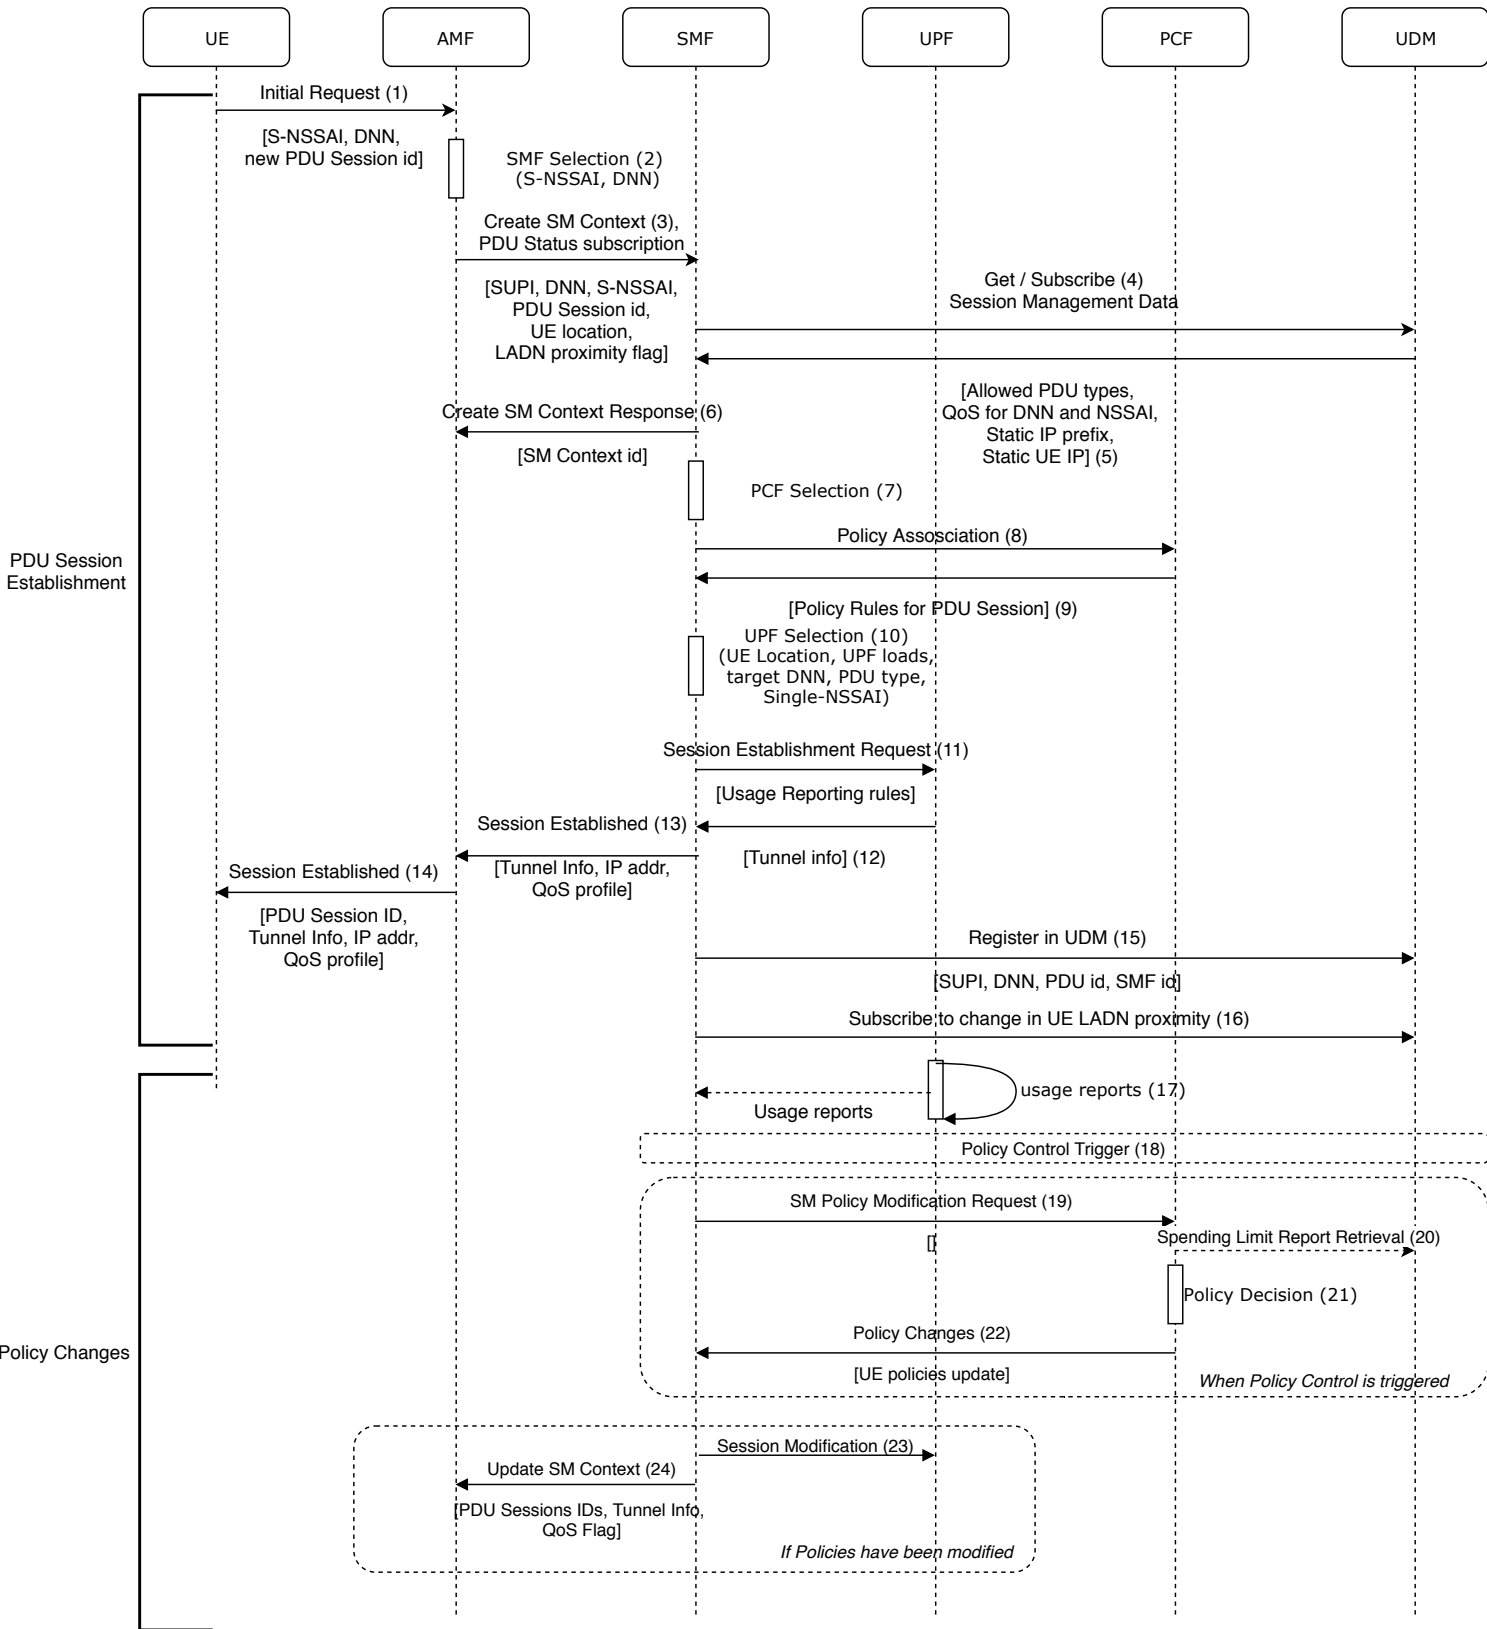 UE
AMF
SMF
UPF
PCF
UDM
Initial Request (1)
[S-NSSAI, DNN,
new PDU Session id]
SMF Selection (2)
(S-NSSAI, DNN)
Create SM Context (3),
PDU Status subscription
[SUPI, DNN, S-NSSAI,
PDU Session id,
UE location,
LADN proximity flag]
Get / Subscribe (4)
Session Management Data
[Allowed PDU types,
QoS for DNN and NSSAI,
Static IP prefix,
Static UE IP] (5)
Create SM Context Response (6)
[SM Context id]
PCF Selection (7)
Policy Assosciation (8)
[Policy Rules for PDU Session] (9)
PDU Session
Establishment
UPF Selection (10)
(UE Location, UPF loads,
target DNN, PDU type,
Single-NSSAI)
Session Establishment Request (11)
[Usage Reporting rules]
[Tunnel info] (12)
Session Established (13)
[Tunnel Info, IP addr,
QoS profile]
Session Established (14)
[PDU Session ID,
Tunnel Info, IP addr,
QoS profile]
Register in UDM (15)
[SUPI, DNN, PDU id, SMF id]
Subscribe to change in UE LADN proximity (16)
usage reports (17)
Usage reports
Policy Control Trigger (18)
SM Policy Modification Request (19)
[]
Spending Limit Report Retrieval (20)
Policy Decision (21)
Policy Changes (22)
[UE policies update]
When Policy Control is triggered
Policy Changes
Session Modification (23)
Update SM Context (24)
[PDU Sessions IDs, Tunnel Info,
QoS Flag]
If Policies have been modified